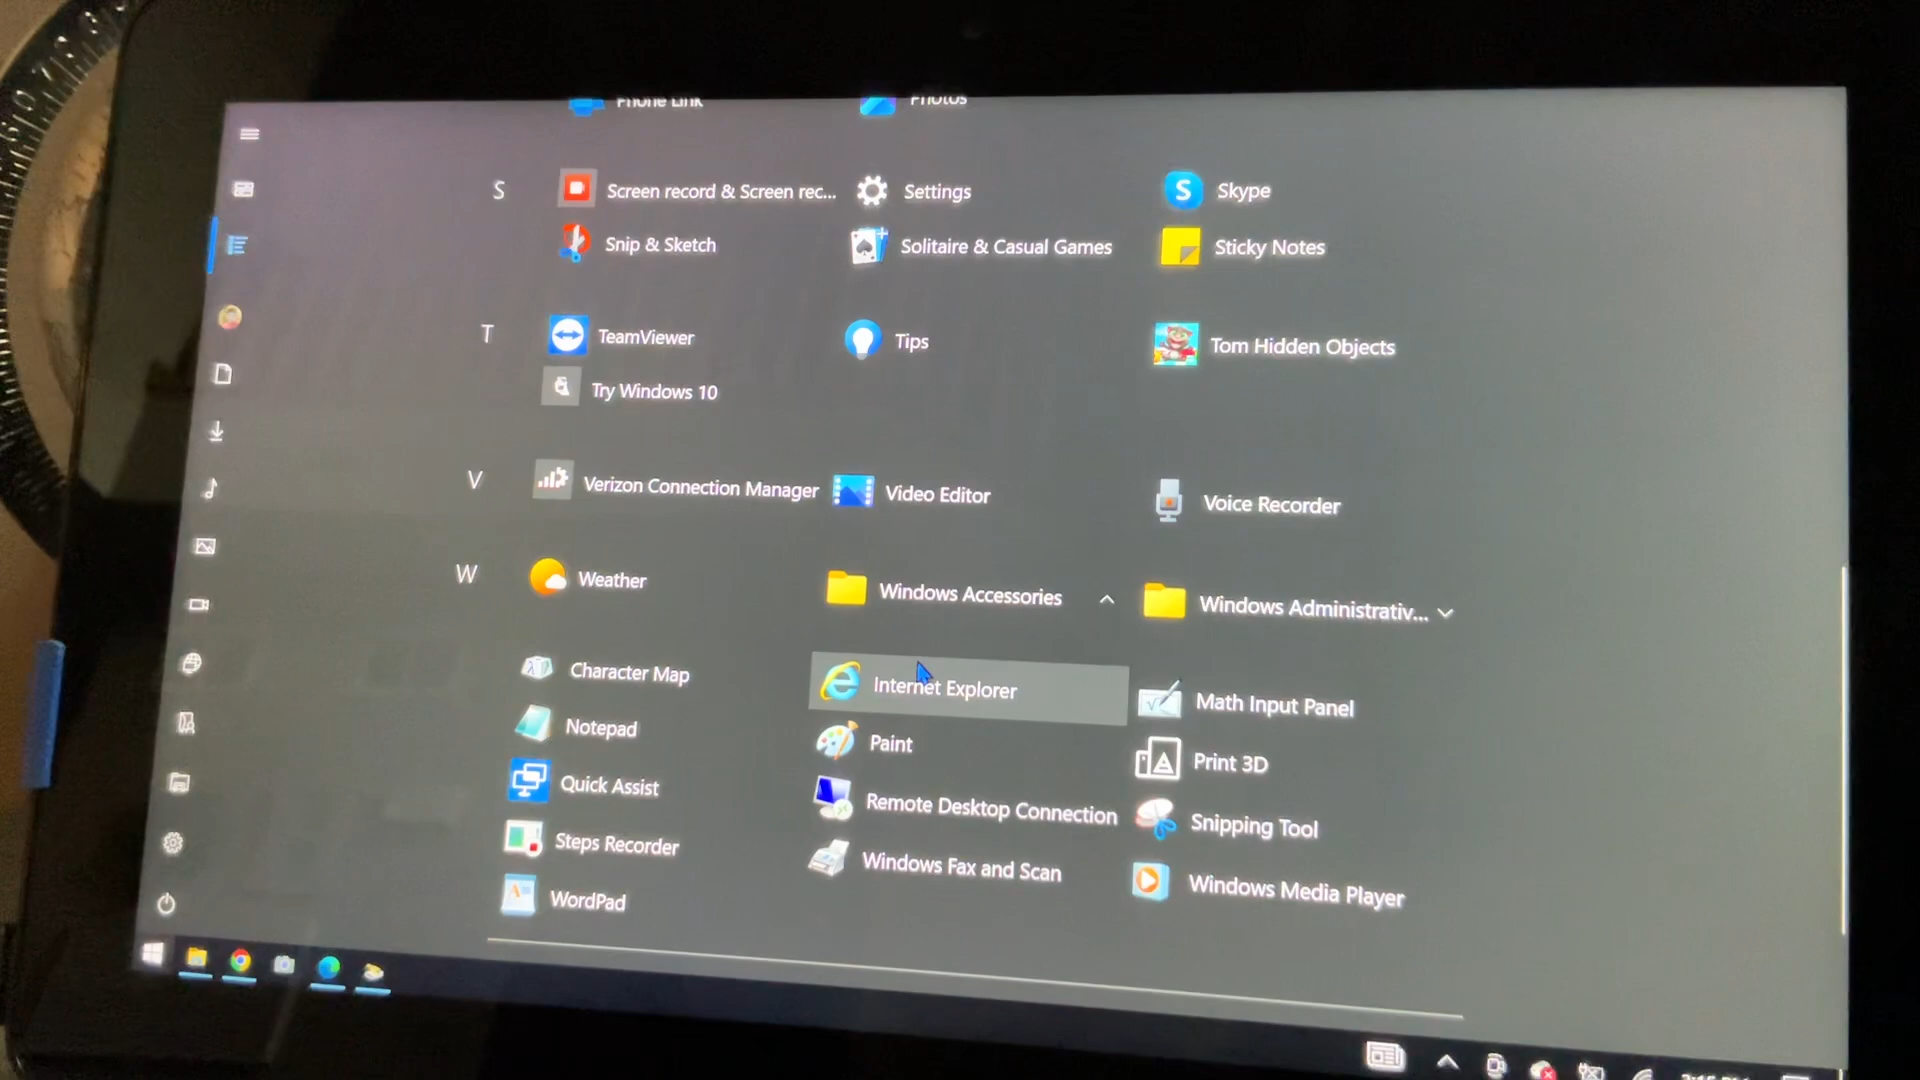 Phone Link
Photos
S
Screen record & Screen rec...
Settings
Skype
Snip & Sketch
Solitaire & Casual Games
Sticky Notes
T
TeamViewer
Tips
Tom Hidden Objects
Try Windows 10
V
Verizon Connection Manager
Video Editor
Voice Recorder
W
Weather
Windows Accessories
Windows Administrativ...
Character Map
Internet Explorer
Math Input Panel
Notepad
Paint
Print 3D
Quick Assist
Remote Desktop Connection
Snipping Tool
Steps Recorder
Windows Fax and Scan
Windows Media Player
WordPad